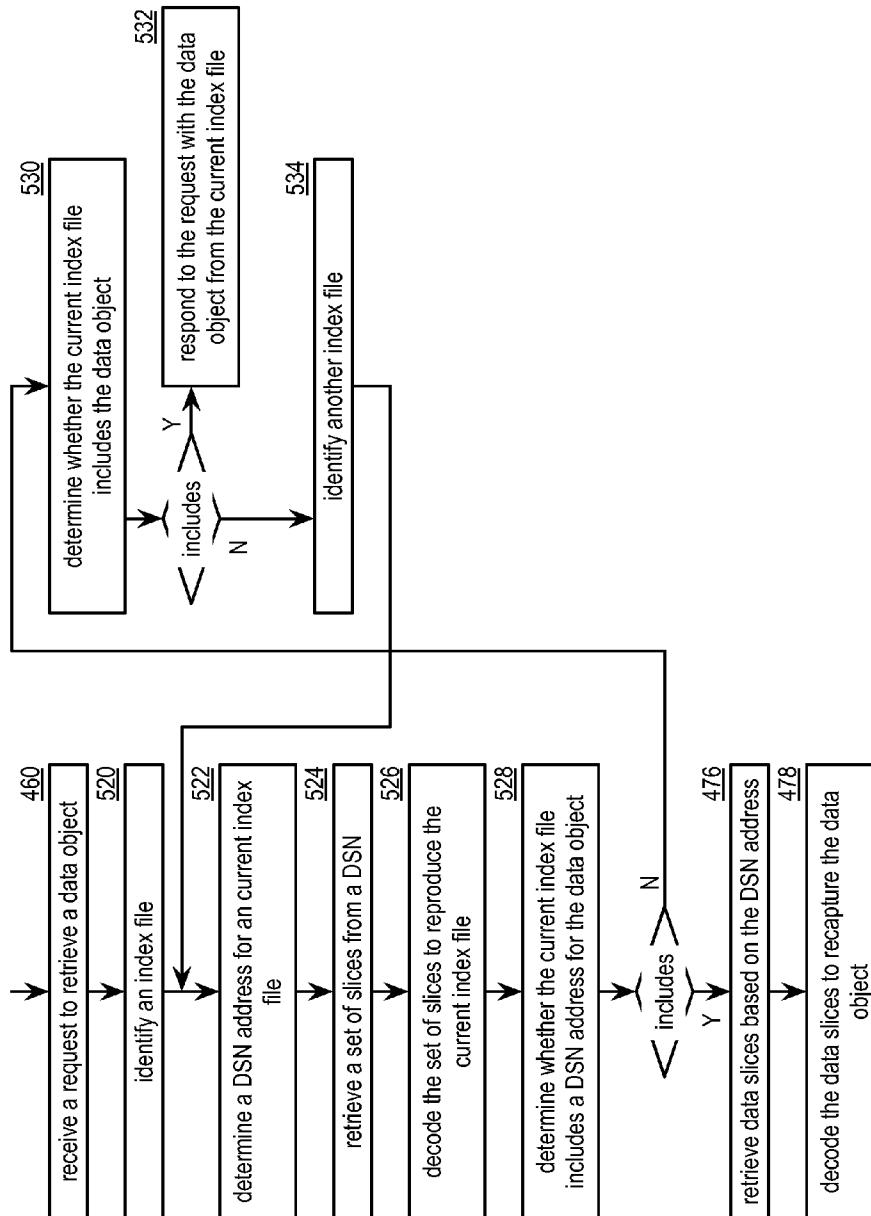 460
receive a request to retrieve a data object
520
identify an index file
522
determine a DSN address for an current index
file
524
retrieve a set of slices from a DSN
526
decode the set of slices to reproduce the
current index file
528
determine whether the current index file
includes a DSN address for the data object
includes
N
Y
476
retrieve data slices based on the DSN address
478
decode the data slices to recapture the data
object
530
determine whether the current index file
includes the data object
includes
Y
N
532
respond to the request with the data
object from the current index file
534
identify another index file